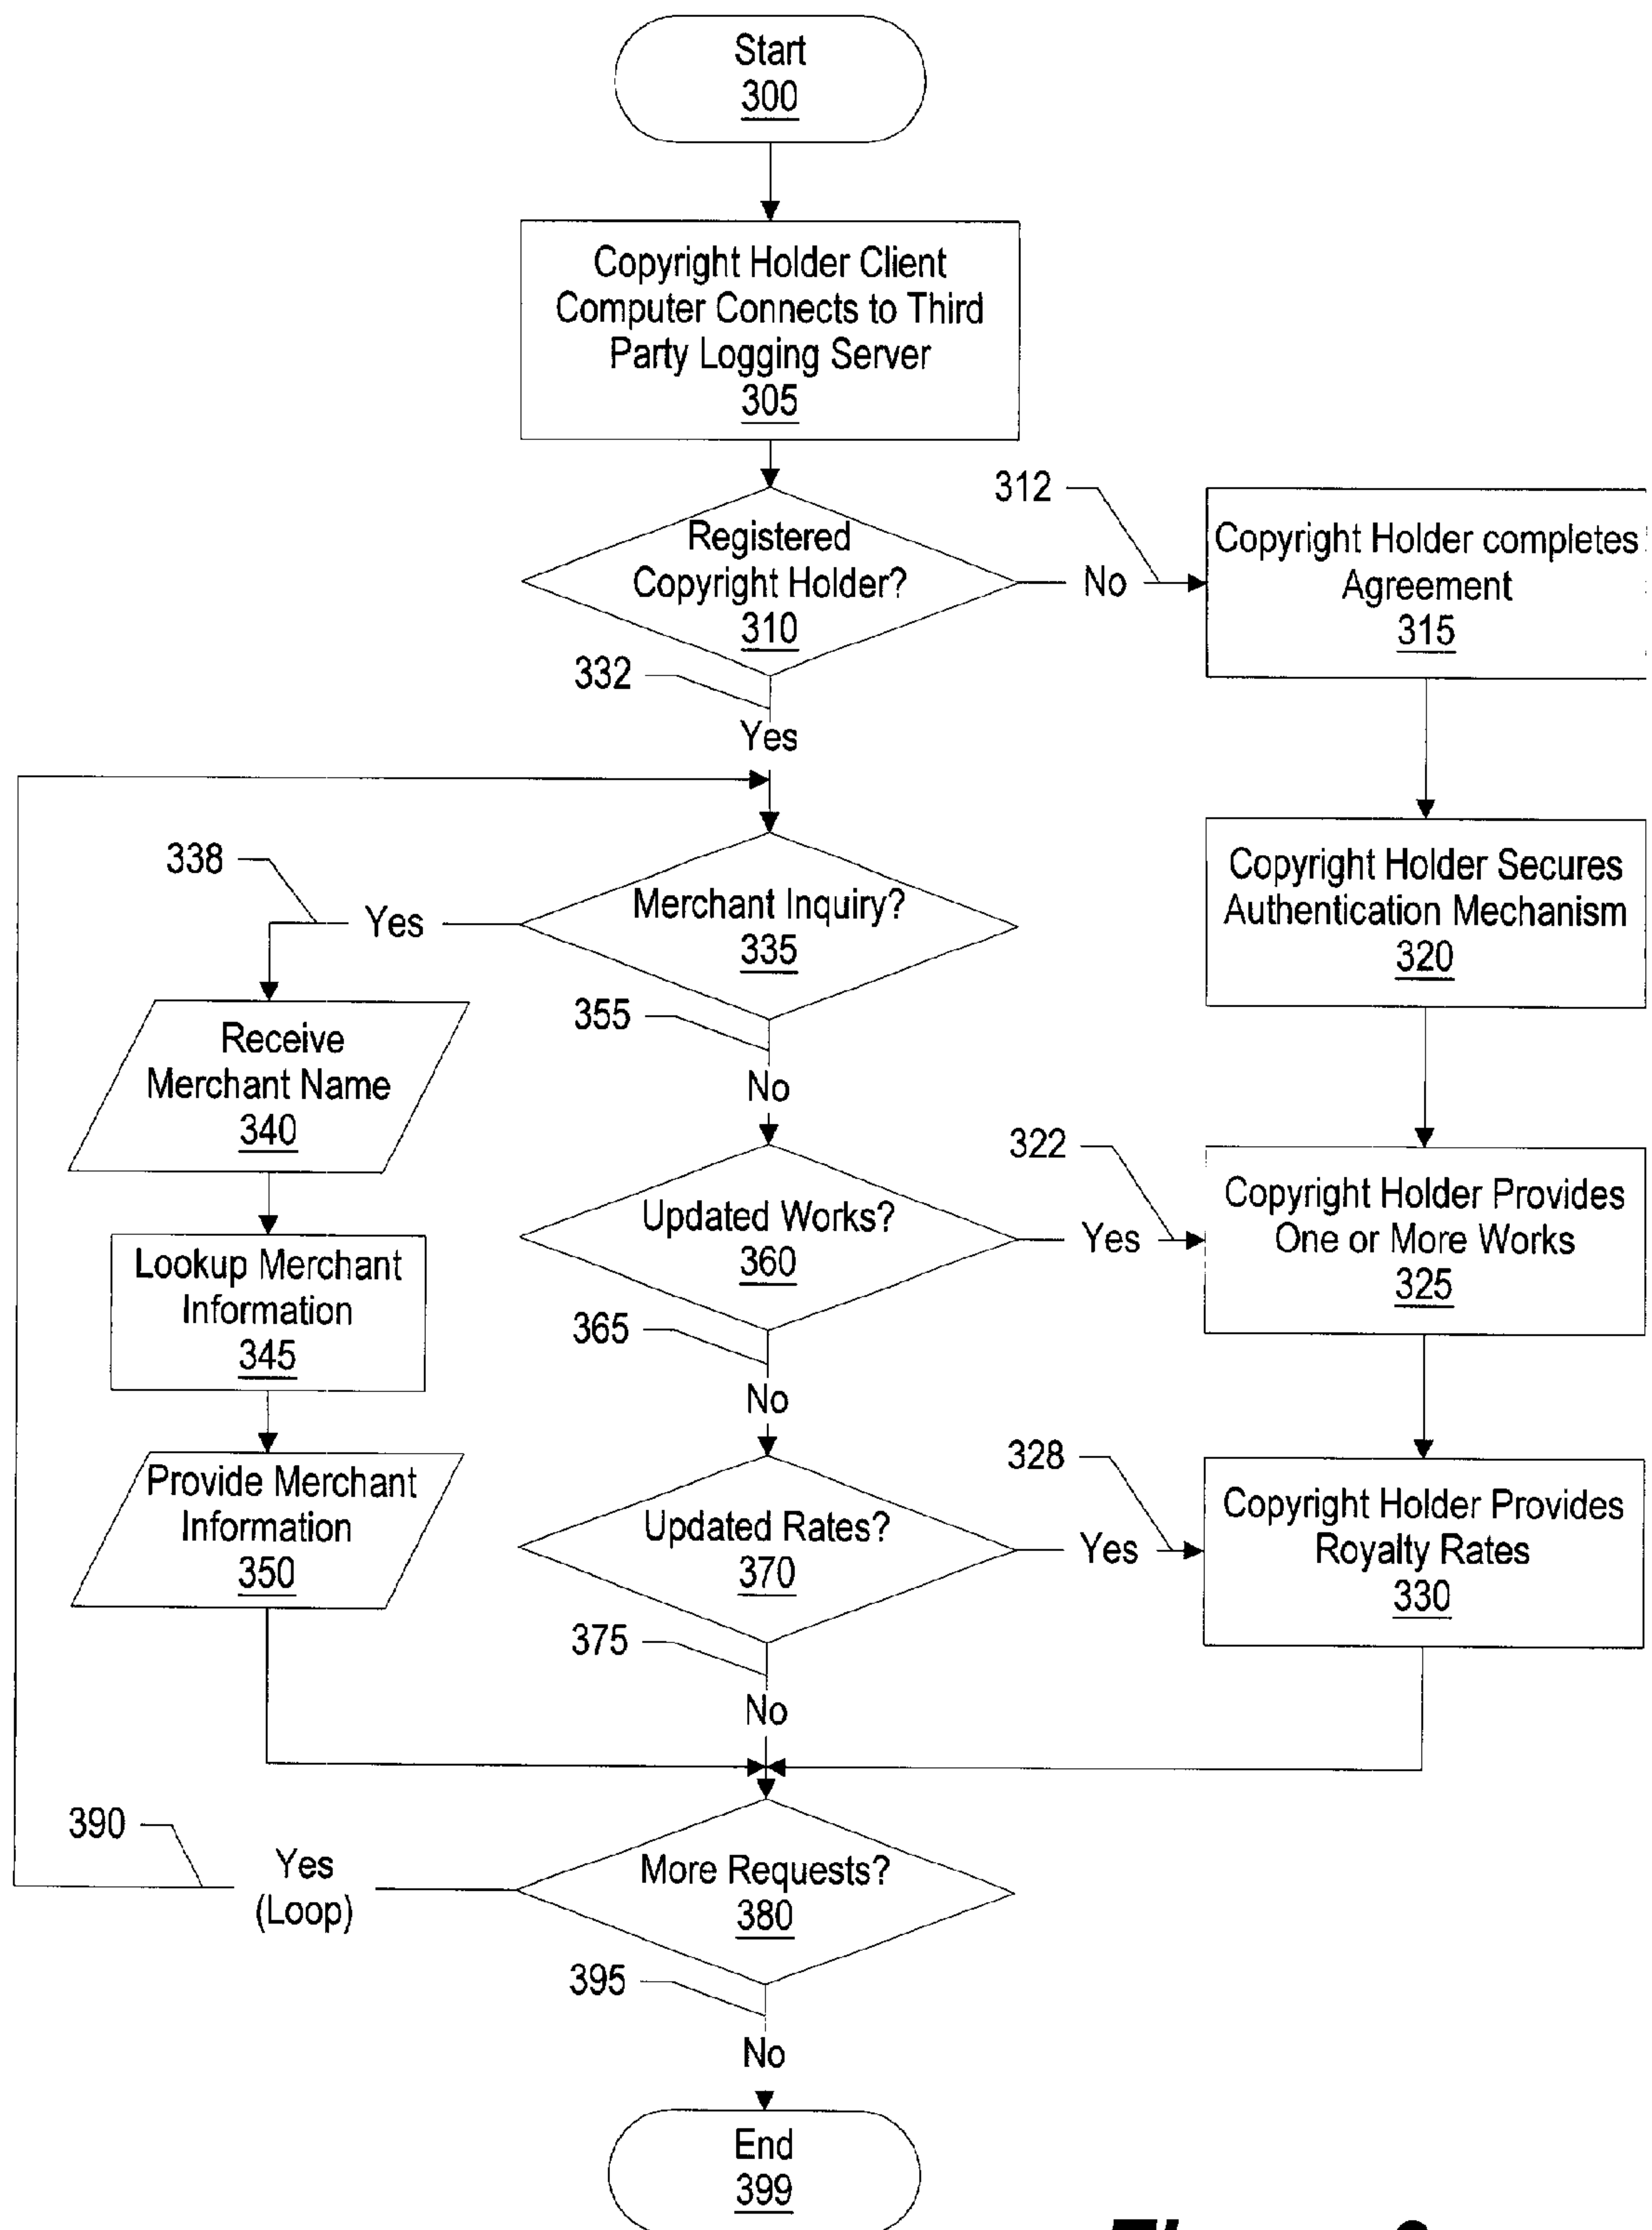 Start
300
Copyright Holder Client
Computer Connects to Third
Party Logging Server
305
312
Registered
Copyright Holder?
310
No
Copyright Holder completes
Agreement
315
332
Yes
338
Yes
Merchant Inquiry?
335
Copyright Holder Secures
Authentication Mechanism
320
355
No
Receive
Merchant Name
340
322
Updated Works?
360
Yes
Copyright Holder Provides
One or More Works
325
Lookup Merchant
Information
345
365
No
328
Provide Merchant
Information
350
Updated Rates?
370
Yes
Copyright Holder Provides
Royalty Rates
330
375
No
390
Yes
(Loop)
More Requests?
380
395
No
End
399